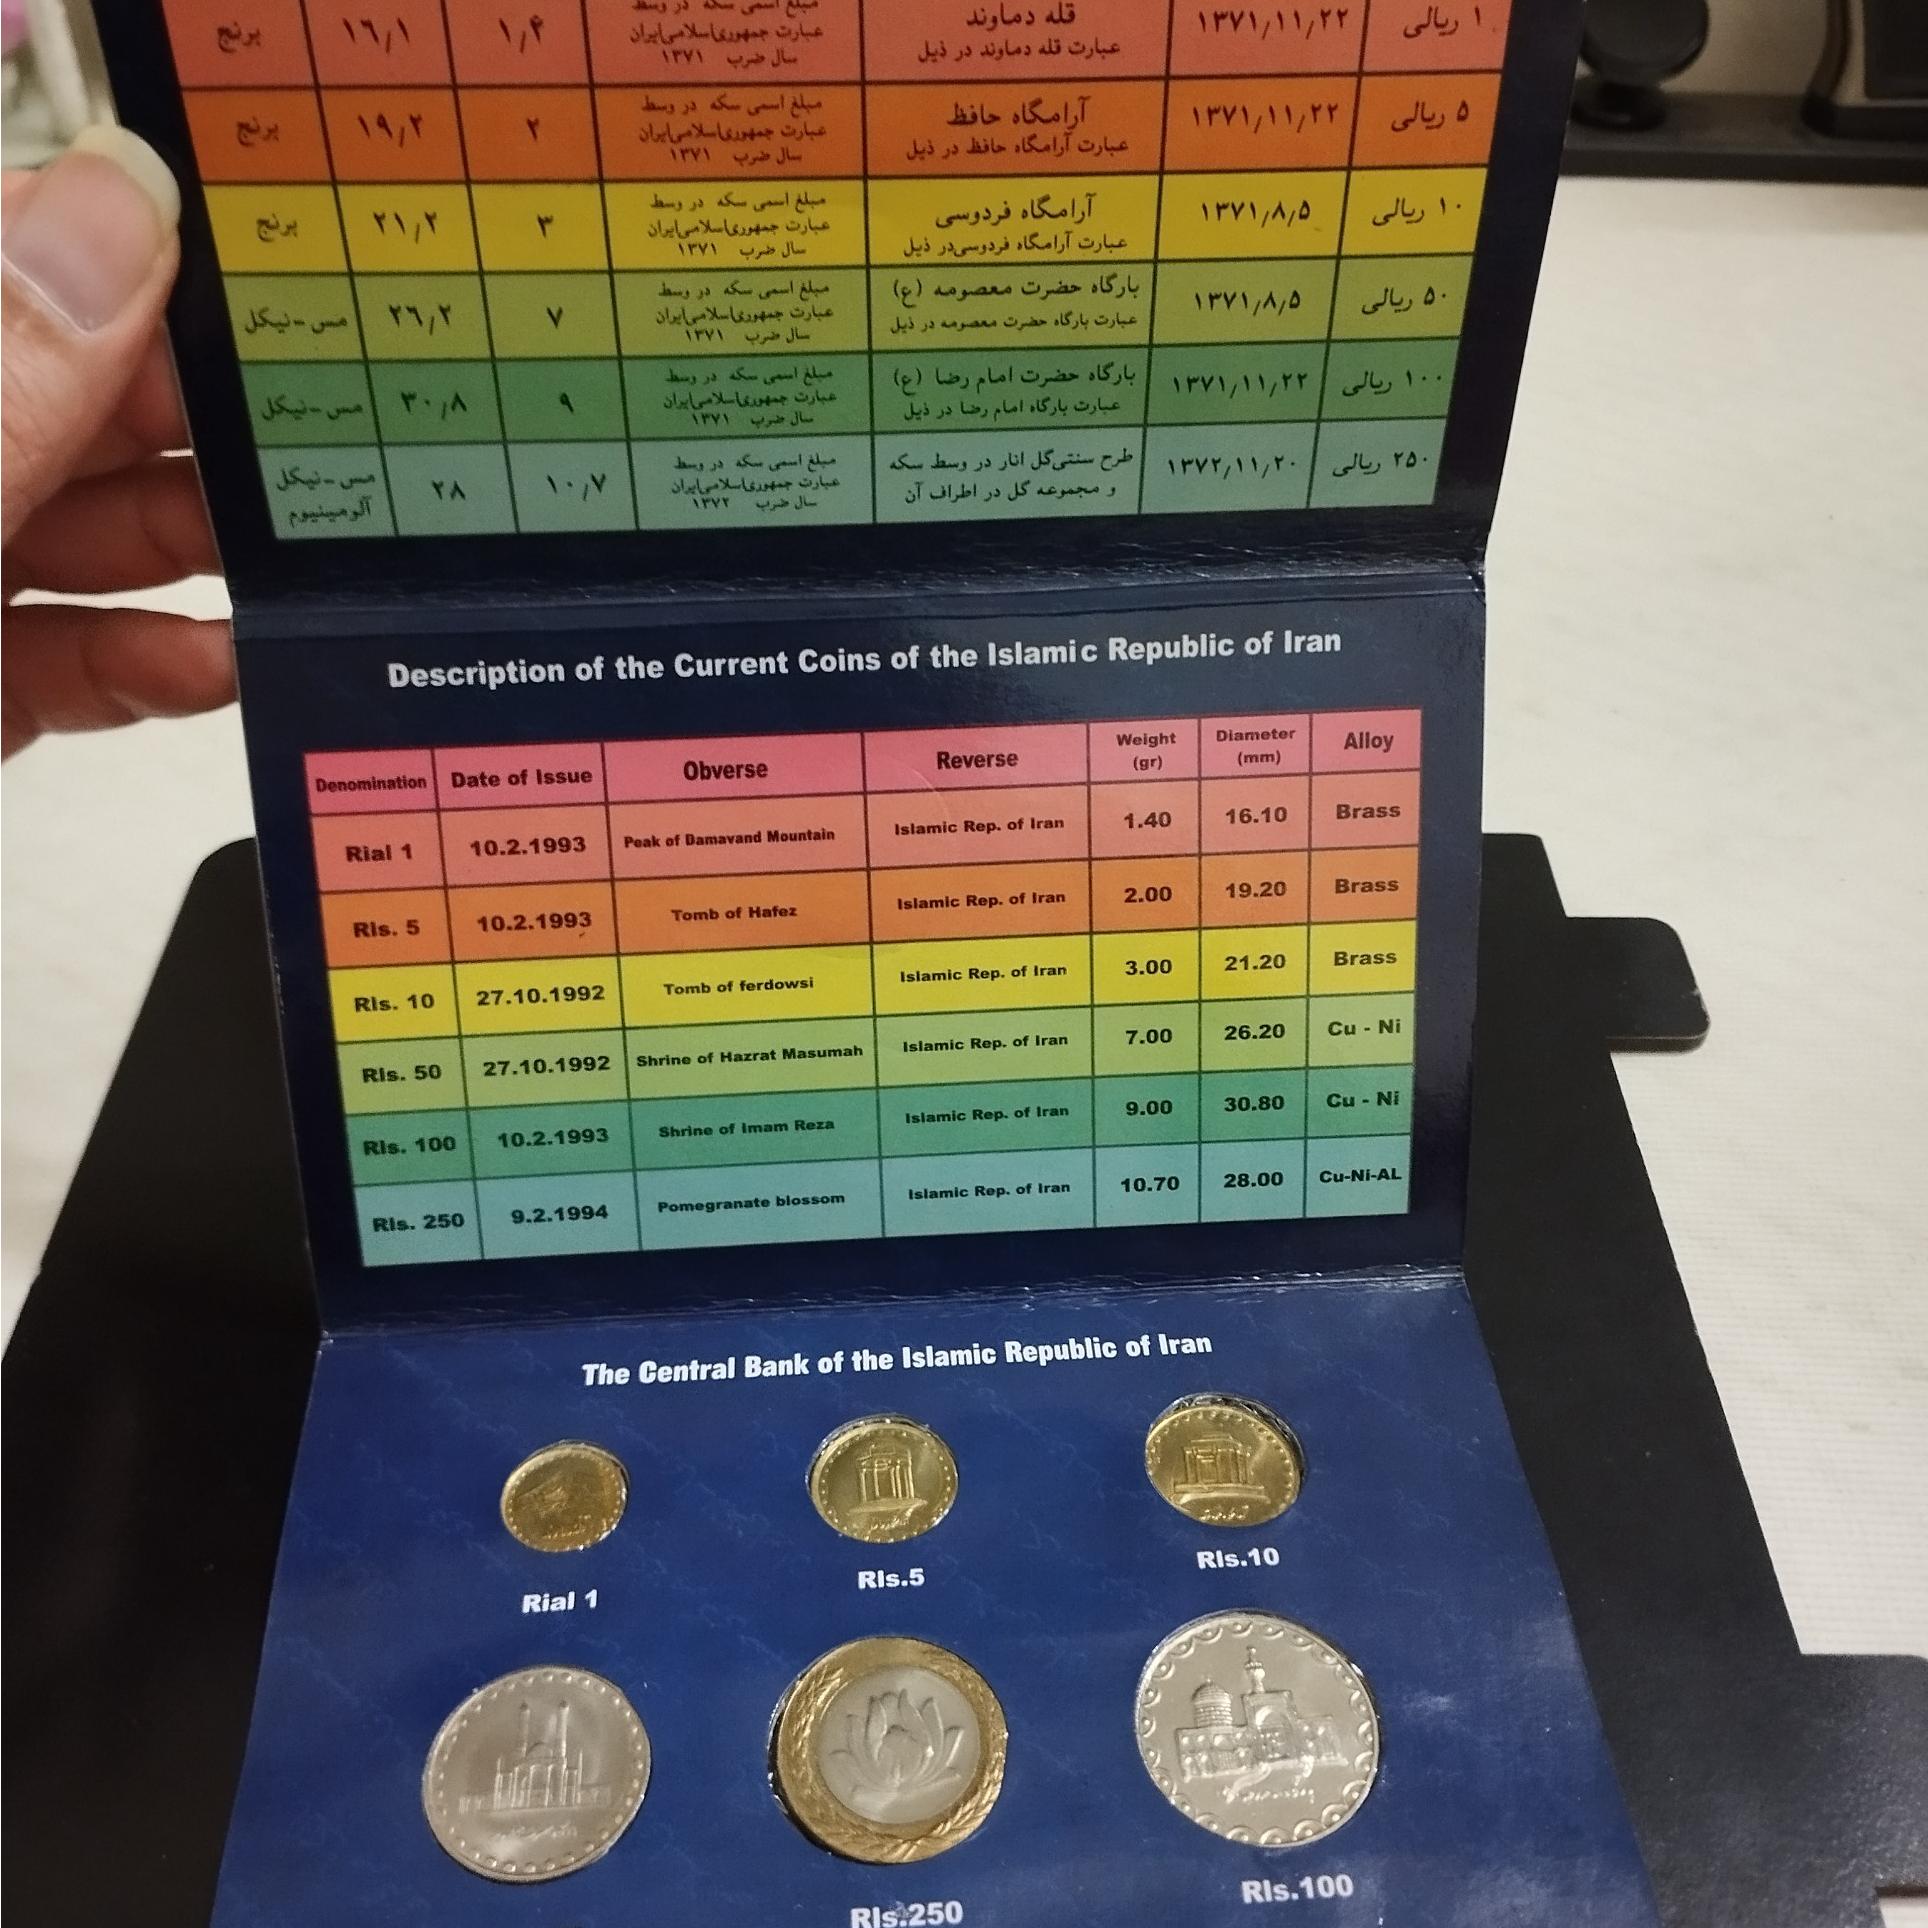 ۱ ریالی
۱۳۷۱٫۱۱٫۲۲
قله دماوند
عبارت قله دماوند در ذیل
مبلغ اسمی سکه در وسط
عبارت جمهوری‌اسلامی‌ایران
سال ضرب ۱۳۷۱
۱٫۴
۱۶٫۱
برنج
۵ ریالی
۱۳۷۱٫۱۱٫۲۲
آرامگاه حافظ
عبارت آرامگاه حافظ در ذیل
مبلغ اسمی سکه در وسط
عبارت جمهوری‌اسلامی‌ایران
سال ضرب ۱۳۷۱
۲
۱۹٫۲
برنج
۱۰ ریالی
۱۳۷۱٫۸٫۵
آرامگاه فردوسی
عبارت آرامگاه فردوسی‌در ذیل
مبلغ اسمی سکه در وسط
عبارت جمهوری‌اسلامی‌ایران
سال ضرب ۱۳۷۱
۳
۲۱٫۲
برنج
۵۰ ریالی
۱۳۷۱٫۸٫۵
بارگاه حضرت معصومه (ع)
عبارت بارگاه حضرت معصومه در ذیل
مبلغ اسمی سکه در وسط
عبارت جمهوری‌اسلامی‌ایران
سال ضرب ۱۳۷۱
۷
۲۶٫۲
مس-نیکل
۱۰۰ ریالی
۱۳۷۱٫۱۱٫۲۲
بارگاه حضرت امام رضا (ع)
عبارت بارگاه امام رضا در ذیل
مبلغ اسمی سکه در وسط
عبارت جمهوری‌اسلامی‌ایران
سال ضرب ۱۳۷۱
۹
۳۰٫۸
مس-نیکل
۲۵۰ ریالی
۱۳۷۲٫۱۱٫۲۰
طرح سنتی‌گل انار در وسط سکه
و مجموعه گل در اطراف آن
مبلغ اسمی سکه در وسط
عبارت جمهوری‌اسلامی‌ایران
سال ضرب ۱۳۷۲
۱۰٫۷
۲۸
مس-نیکل
آلومینیوم
Description of the Current Coins of the Islamic Republic of Iran
Denomination Date of Issue Obverse Reverse Weight (gr) Diameter (mm) Alloy
Rial 1 10.2.1993 Peak of Damavand Mountain Islamic Rep. of Iran 1.40 16.10 Brass
Rls. 5 10.2.1993 Tomb of Hafez Islamic Rep. of Iran 2.00 19.20 Brass
Rls. 10 27.10.1992 Tomb of ferdowsi Islamic Rep. of Iran 3.00 21.20 Brass
Rls. 50 27.10.1992 Shrine of Hazrat Masumah Islamic Rep. of Iran 7.00 26.20 Cu - Ni
Rls. 100 10.2.1993 Shrine of Imam Reza Islamic Rep. of Iran 9.00 30.80 Cu - Ni
Rls. 250 9.2.1994 Pomegranate blossom Islamic Rep. of Iran 10.70 28.00 Cu-Ni-AL
The Central Bank of the Islamic Republic of Iran
Rial 1
Rls.5
Rls.10
Rls.250
Rls.100